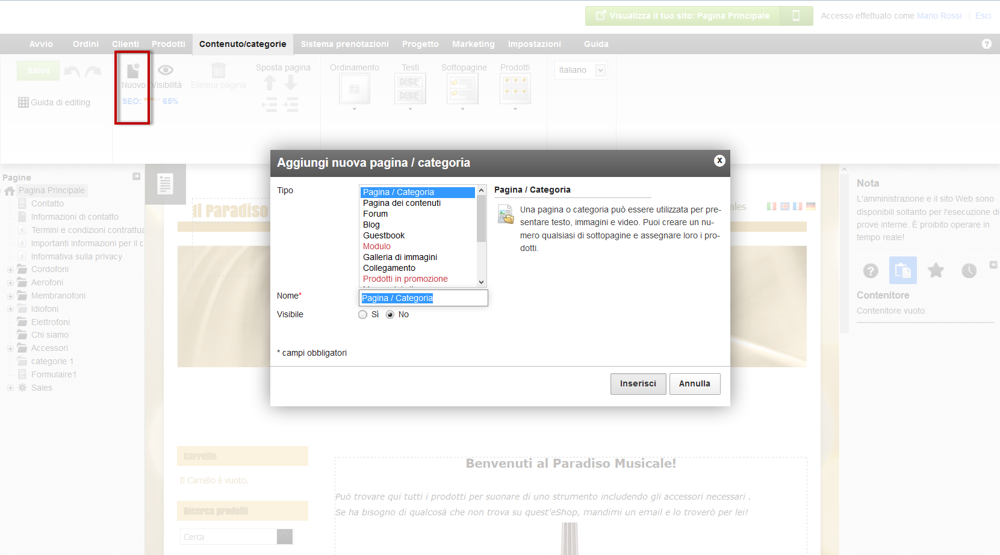 Visualizza il tuo sito: Pagina Principale
Accesso effettuato come Mario Rossi | Esci
Avvio Ordini Clienti Prodotti Contenuto/categorie Sistema prenotazioni Progetto Marketing Impostazioni Guida ?
Salva
Nuovo
Visibilità
Elimina pagina
Sposta pagina
Ordinamento
Testi
Sottopagine
Prodotti
Italiano
Guida di editing
SEO: 65%
Aggiungi nuova pagina / categoria
X
Tipo
Pagina / Categoria
Pagina dei contenuti
Forum
Blog
Guestbook
Modulo
Galleria di immagini
Collegamento
Prodotti in promozione
Pagina / Categoria
Una pagina o categoria può essere utilizzata per pre-
sentare testo, immagini e video. Puoi creare un nu-
mero qualsiasi di sottopagine e assegnare loro i pro-
dotti.
Nome*
Pagina / Categoria
Visibile
Sì
No
* campi obbligatori
Inserisci
Annulla
Pagine
Pagina Principale
Contatto
Informazioni di contatto
Termini e condizioni contrattua
Importanti informazioni per il c
Informativa sulla privacy
Cordofoni
Aerofoni
Membranofoni
Idiofoni
Elettrofoni
Chi siamo
Accessori
categorie 1
Formulaire1
Sales
Il Paradiso
ales
Nota
L'amministrazione e il sito Web sono
disponibili soltanto per l'esecuzione di
prove interne. È proibito operare in
tempo reale!
?
Contenitore
Contenitore vuoto.
Carrello
Il Carrello è vuoto.
Ricerca prodotti
Cerca
Benvenuti al Paradiso Musicale!
Può trovare qui tutti i prodotti per suonare di uno strumento includendo gli accessori necessari .
Se ha bisogno di qualcosà che non trova su quest'eShop, mandimi un email e lo troverò per lei!